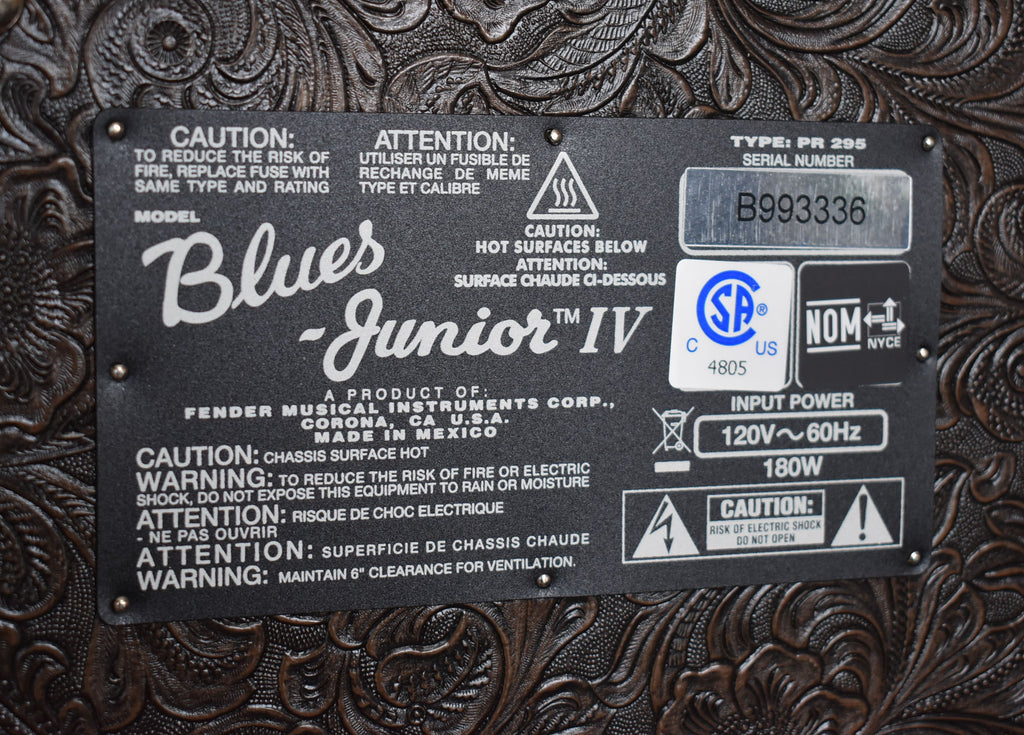 CAUTION:
TO REDUCE THE RISK OF
FIRE, REPLACE FUSE WITH
SAME TYPE AND RATING
ATTENTION:
UTILISER UN FUSIBLE DE
RECHANGE DE MEME
TYPE ET CALIBRE
CAUTION:
HOT SURFACES BELOW
ATTENTION:
SURFACE CHAUDE CI-DESSOUS
TYPE: PR 295
SERIAL NUMBER
B993336
MODEL
Blues
-Junior™ IV
CSA®
C US
4805
NOM
NYCE
A PRODUCT OF:
FENDER MUSICAL INSTRUMENTS CORP.,
CORONA, CA U.S.A.
MADE IN MEXICO
INPUT POWER
120V~60Hz
180W
CAUTION: CHASSIS SURFACE HOT
WARNING: TO REDUCE THE RISK OF FIRE OR ELECTRIC
SHOCK, DO NOT EXPOSE THIS EQUIPMENT TO RAIN OR MOISTURE
ATTENTION: RISQUE DE CHOC ELECTRIQUE
- NE PAS OUVRIR
ATTENTION: SUPERFICIE DE CHASSIS CHAUDE
WARNING: MAINTAIN 6" CLEARANCE FOR VENTILATION.
CAUTION:
RISK OF ELECTRIC SHOCK
DO NOT OPEN